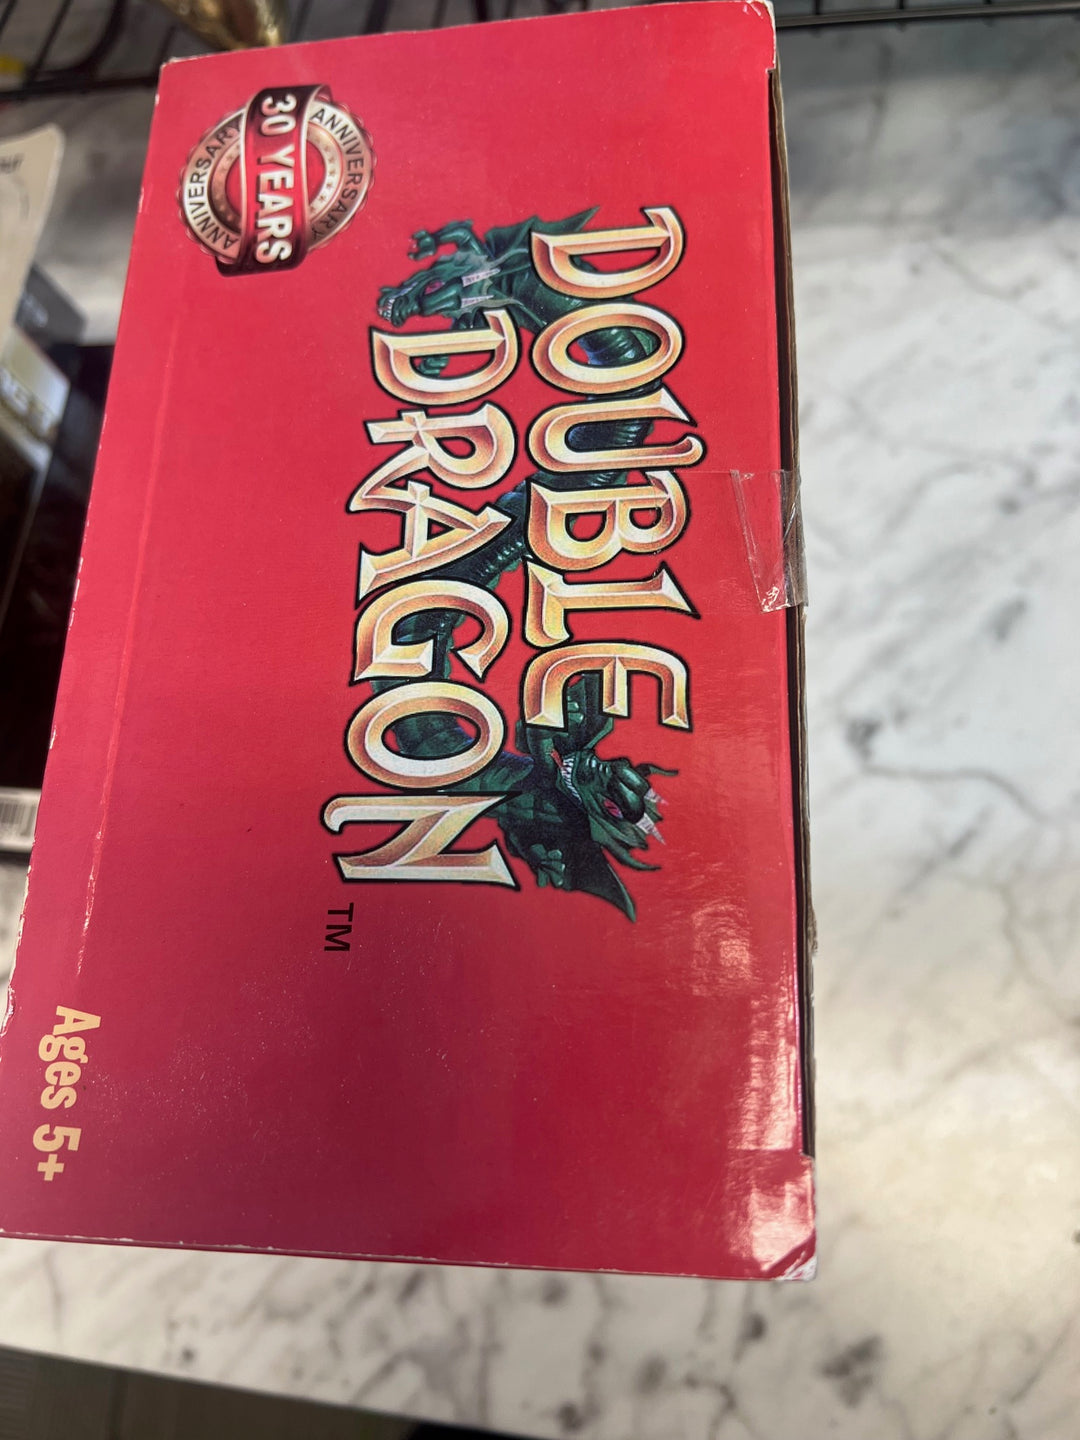 DOUBLE
DRAGON
TM
ANNIVERSARY
30 YEARS
ANNIVERSARY
Ages 5+